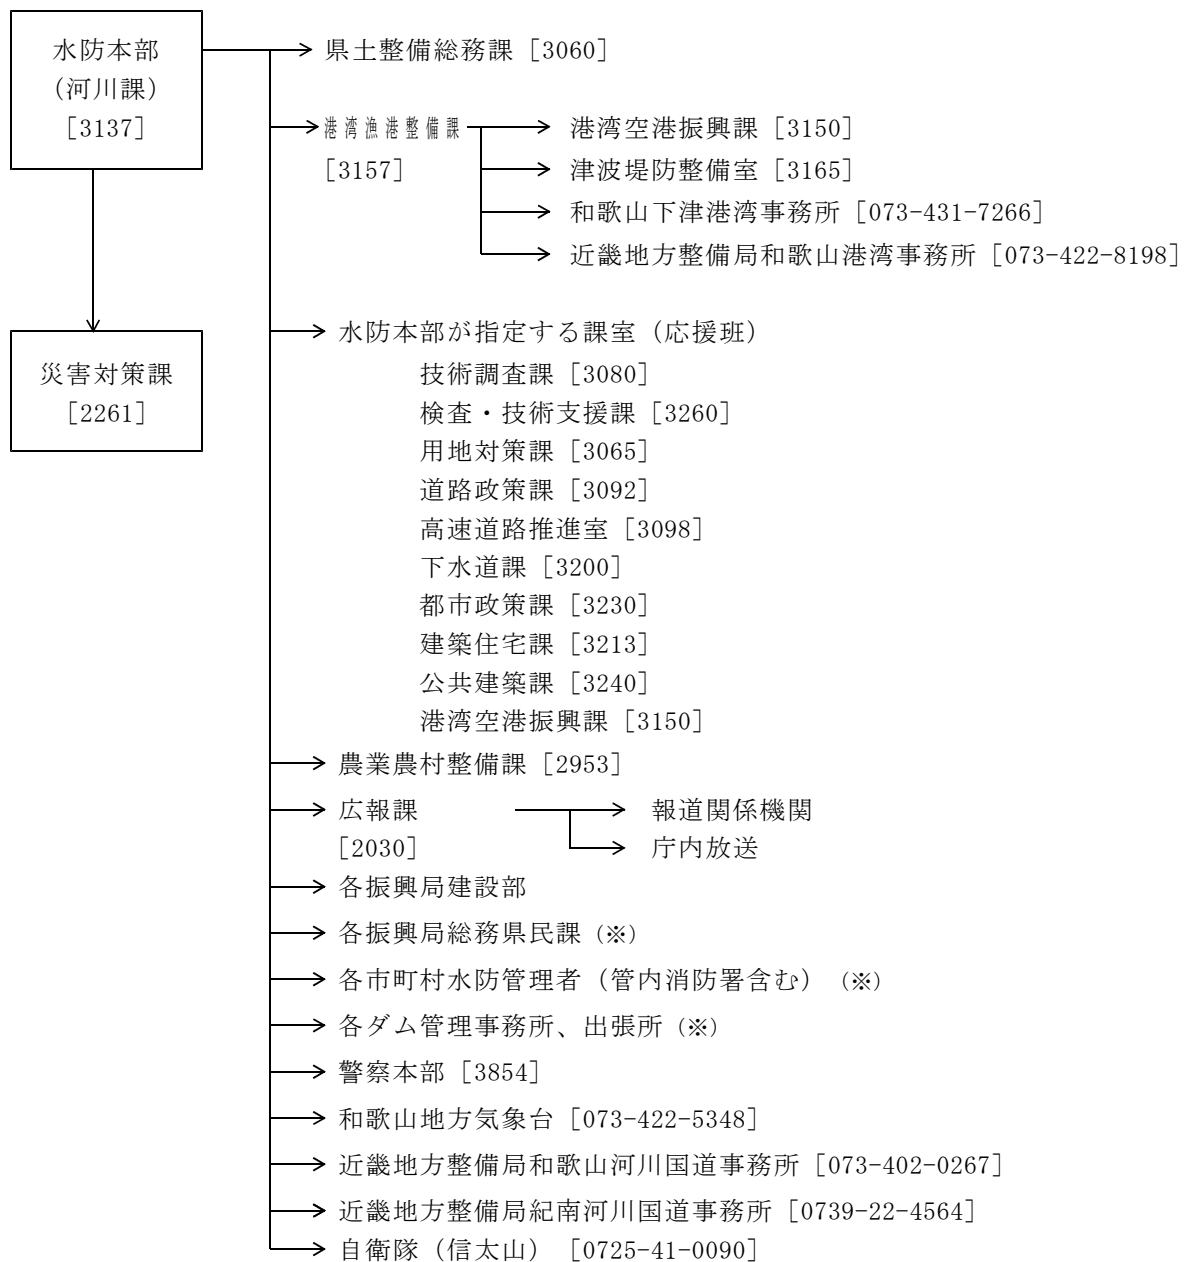 水防本部
(河川課)
[3137]
災害対策課
[2261]
県土整備総務課 [3060]
港湾漁港整備課
[3157]
港湾空港振興課 [3150]
津波堤防整備室 [3165]
和歌山下津港湾事務所 [073-431-7266]
近畿地方整備局和歌山港湾事務所 [073-422-8198]
水防本部が指定する課室（応援班）
技術調査課 [3080]
検査・技術支援課 [3260]
用地対策課 [3065]
道路政策課 [3092]
高速道路推進室 [3098]
下水道課 [3200]
都市政策課 [3230]
建築住宅課 [3213]
公共建築課 [3240]
港湾空港振興課 [3150]
農業農村整備課 [2953]
広報課
[2030]
報道関係機関
庁内放送
各振興局建設部
各振興局総務県民課（※）
各市町村水防管理者（管内消防署含む）（※）
各ダム管理事務所、出張所（※）
警察本部 [3854]
和歌山地方気象台 [073-422-5348]
近畿地方整備局和歌山河川国道事務所 [073-402-0267]
近畿地方整備局紀南河川国道事務所 [0739-22-4564]
自衛隊（信太山） [0725-41-0090]